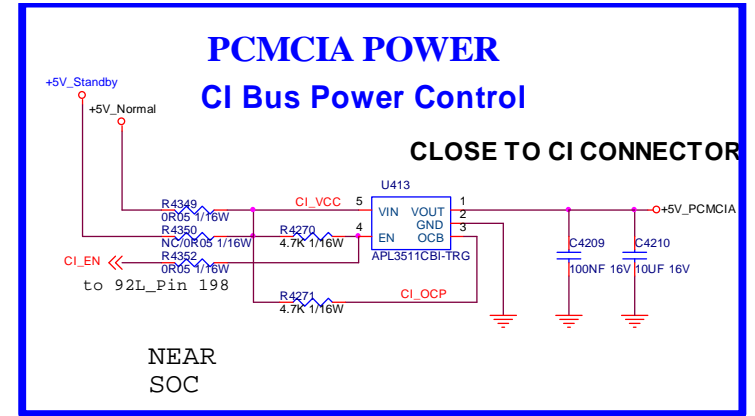 PCMCIA POWER
+5V_Standby
CI Bus Power Control
+5V_Normal
CLOSE TO CI CONNECTOR
U413
R4349
CI_VCC
5
VIN
VOUT
1
+5V_PCMCIA
0R05 1/16W
GND
2
R4350
R4270
4
EN
OCB
3
C4209
C4210
NC/0R05 1/16W
4.7K 1/16W
APL3511CBI-TRG
R4352
CI_EN
0R05 1/16W
100NF 16V
10UF 16V
to 92L_Pin 198
R4271
CI_OCP
4.7K 1/16W
NEAR
SOC